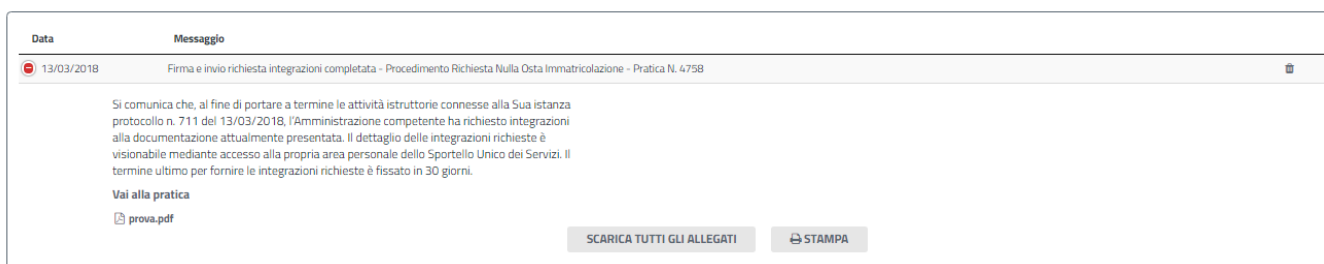 Data Messaggio
13/03/2018 Firma e invio richiesta integrazioni completata - Procedimento Richiesta Nulla Osta Immatricolazione - Pratica N. 4758
Si comunica che, al fine di portare a termine le attività istruttorie connesse alla Sua istanza
protocollo n. 711 del 13/03/2018, l'Amministrazione competente ha richiesto integrazioni
alla documentazione attualmente presentata. Il dettaglio delle integrazioni richieste è
visionabile mediante accesso alla propria area personale dello Sportello Unico dei Servizi. Il
termine ultimo per fornire le integrazioni richieste è fissato in 30 giorni.
Vai alla pratica
prova.pdf
SCARICA TUTTI GLI ALLEGATI STAMPA